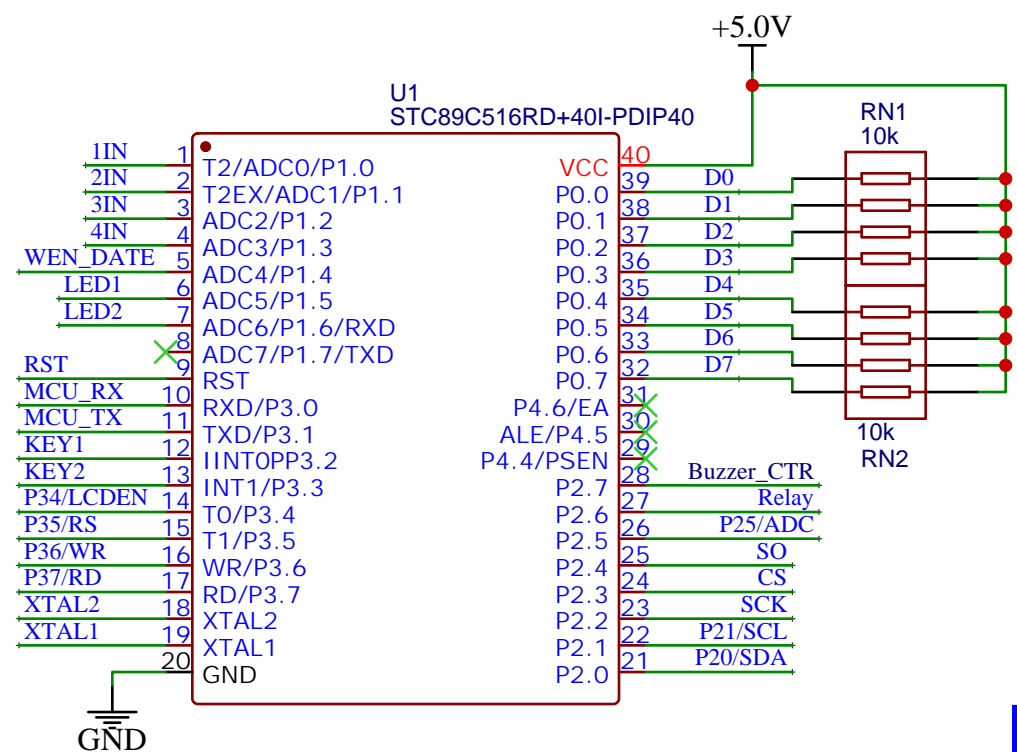 +5.0V
U1
STC89C516RD+40I-PDIP40
RN1
10k
1IN 1 T2/ADC0/P1.0
2IN 2 T2EX/ADC1/P1.1
3IN 3 ADC2/P1.2
4IN 4 ADC3/P1.3
WEN_DATE 5 ADC4/P1.4
LED1 6 ADC5/P1.5
LED2 7 ADC6/P1.6/RXD
8 ADC7/P1.7/TXD
RST 9 RST
MCU_RX 10 RXD/P3.0
MCU_TX 11 TXD/P3.1
KEY1 12 IINT0PP3.2
KEY2 13 INT1/P3.3
P34/LCDEN 14 T0/P3.4
P35/RS 15 T1/P3.5
P36/WR 16 WR/P3.6
P37/RD 17 RD/P3.7
XTAL2 18 XTAL2
XTAL1 19 XTAL1
20 GND
GND
VCC 40
P0.0 39 D0
P0.1 38 D1
P0.2 37 D2
P0.3 36 D3
P0.4 35 D4
P0.5 34 D5
P0.6 33 D6
P0.7 32 D7
P4.6/EA 31
ALE/P4.5 30
P4.4/PSEN 29
P2.7 28 Buzzer_CTR
P2.6 27 Relay
P2.5 26 P25/ADC
P2.4 25 SO
P2.3 24 CS
P2.2 23 SCK
P2.1 22 P21/SCL
P2.0 21 P20/SDA
10k
RN2